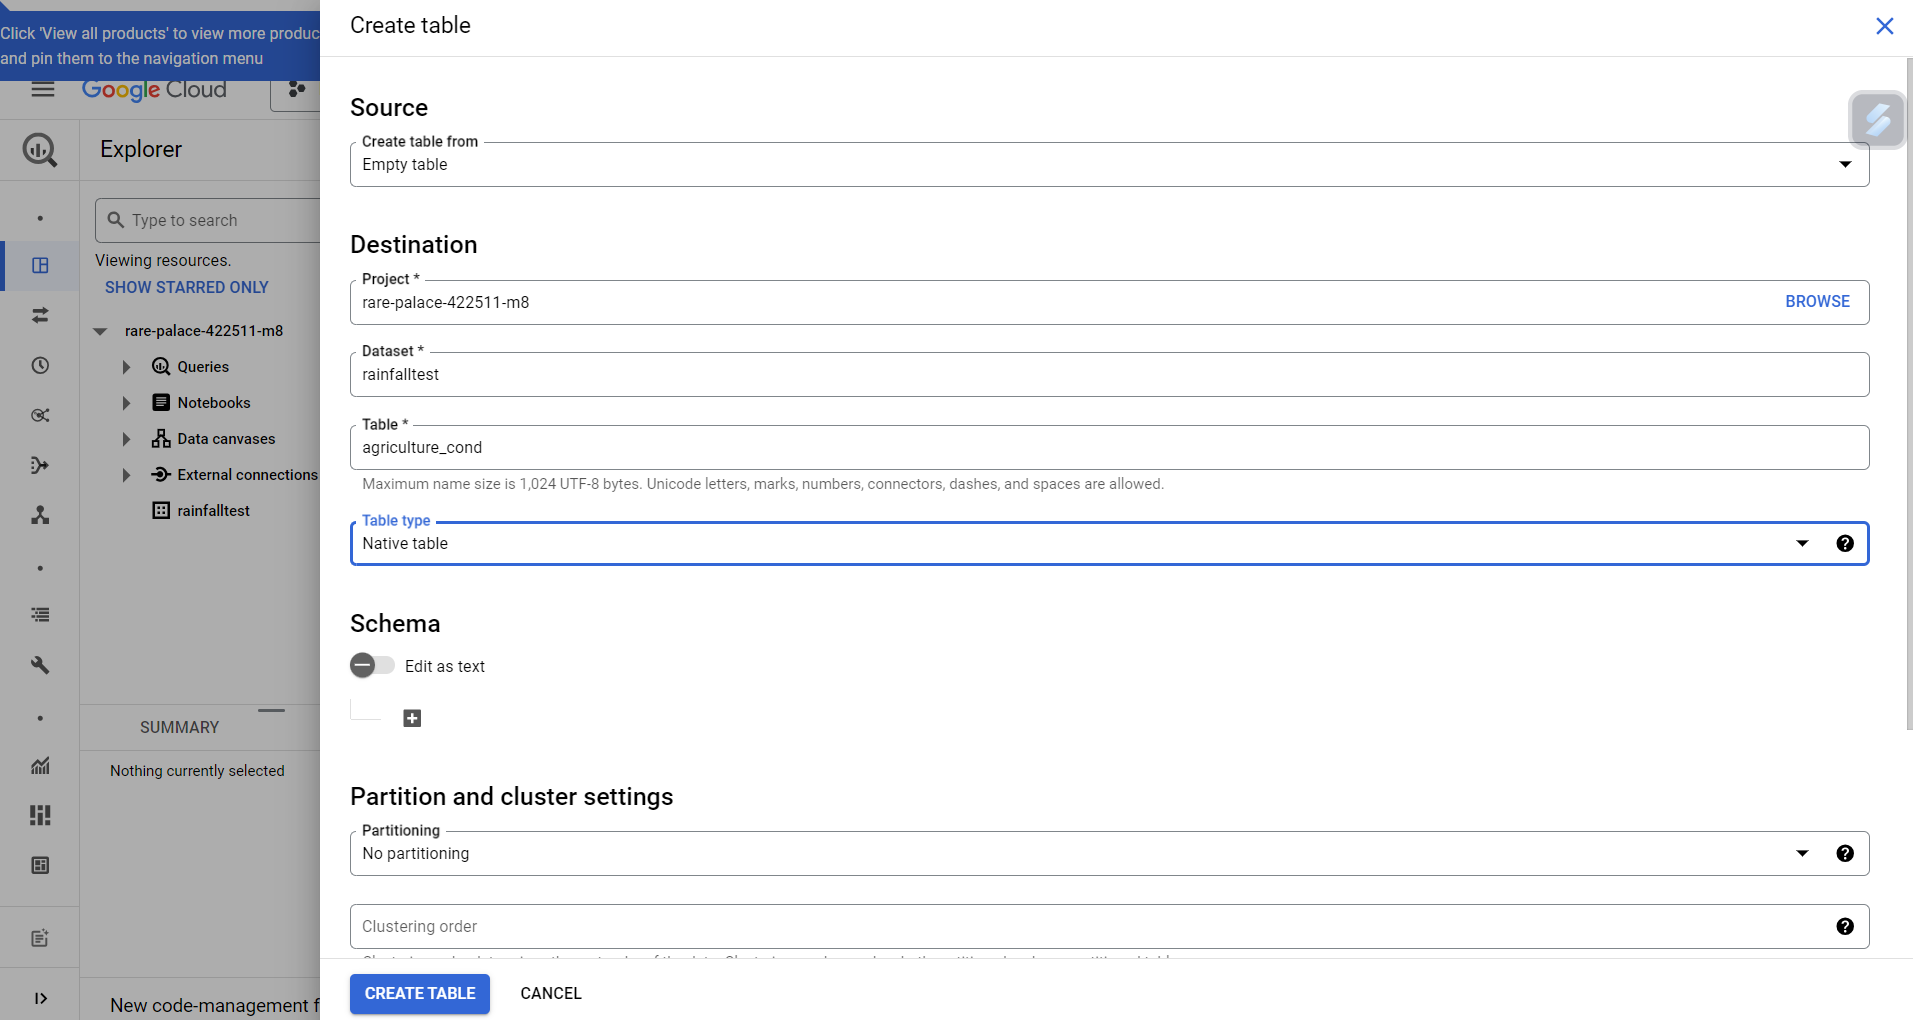 Click 'View all products' to view more produc
and pin them to the navigation menu
Google Cloud
Explorer
Type to search
Viewing resources.
SHOW STARRED ONLY
rare-palace-422511-m8
Queries
Notebooks
Data canvases
External connections
rainfalltest
SUMMARY
Nothing currently selected
New code-management f
Create table
Source
Create table from
Empty table
Destination
Project *
rare-palace-422511-m8
BROWSE
Dataset *
rainfalltest
Table *
agriculture_cond
Maximum name size is 1,024 UTF-8 bytes. Unicode letters, marks, numbers, connectors, dashes, and spaces are allowed.
Table type
Native table
Schema
Edit as text
Partition and cluster settings
Partitioning
No partitioning
Clustering order
CREATE TABLE
CANCEL